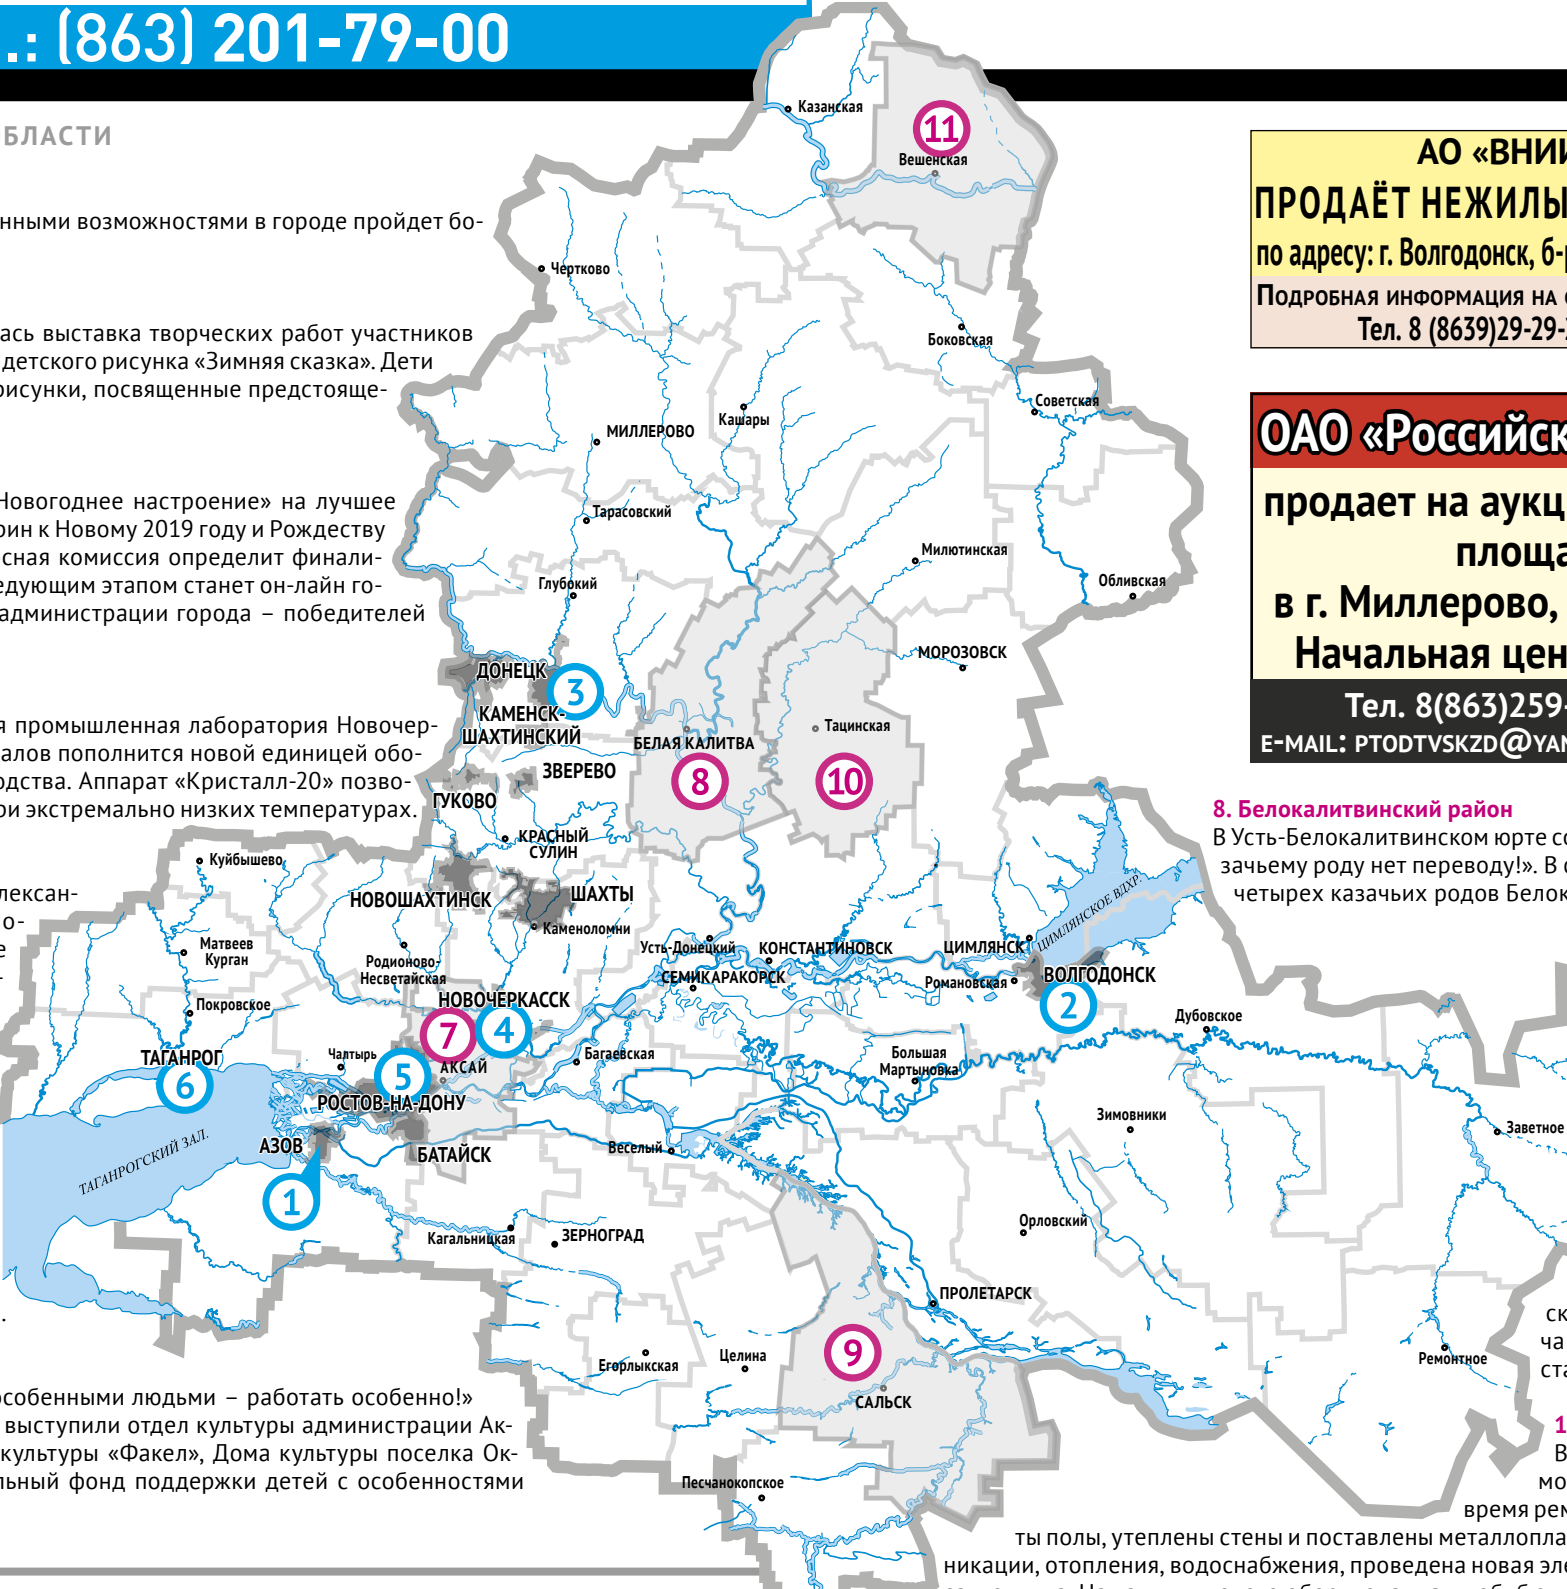 .: (863) 201-79-00
БЛАСТИ
нными возможностями в городе пройдет бо-
ась выставка творческих работ участников
детского рисунка «Зимняя сказка». Дети
рисунки, посвященные предстояще-
Новогоднее настроение» на лучшее
рин к Новому 2019 году и Рождеству
сная комиссия определит финали-
едующим этапом станет он-лайн го-
администрации города – победителей
я промышленная лаборатория Новочер-
алов пополнится новой единицей обо-
одства. Аппарат «Кристалл-20» позво-
ри экстремально низких температурах.
лексан-
о-
е
-
.
особенными людьми – работать особенно!»
выступили отдел культуры администрации Ак-
культуры «Факел», Дома культуры поселка Ок-
льный фонд поддержки детей с особенностями
Казанская
11
Вешенская
Чертково
Боковская
Советская
Кашары
МИЛЛЕРОВО
Тарасовский
Милютинская
Глубокий
Обливская
МОРОЗОВСК
ДОНЕЦК
3
КАМЕНСК-
ШАХТИНСКИЙ
БЕЛАЯ КАЛИТВА
8
Тацинская
10
ЗВЕРЕВО
ГУКОВО
КРАСНЫЙ
СУЛИН
Куйбышево
НОВОШАХТИНСК
ШАХТЫ
Каменоломни
Матвеев
Курган
Родионово-
Несветайская
Усть-Донецкий
КОНСТАНТИНОВСК
ЦИМЛЯНСК
ЦИМЛЯНСКОЕ ВДХР.
СЕМИКАРАКОРСК
Романовская
ВОЛГОДОНСК
2
Покровское
НОВОЧЕРКАССК
7
4
Дубовское
ТАГАНРОГ
6
Чалтырь
5
АКСАЙ
Багаевская
Большая
Мартыновка
РОСТОВ-НА-ДОНУ
Зимовники
Заветное
ТАГАНРОГСКИЙ ЗАЛ.
АЗОВ
1
БАТАЙСК
Веселый
Кагальницкая
ЗЕРНОГРАД
Орловский
ПРОЛЕТАРСК
Егорлыкская
Целина
9
САЛЬСК
Ремонтное
Песчанокопское
АО «ВНИ
ПРОДАЁТ НЕЖИЛЫ
по адресу: г. Волгодонск, б-
Подробная информация на
Тел. 8 (8639)29-29-
ОАО «Российск
продает на аукц
площа
в г. Миллерово,
Начальная цен
Тел. 8(863)259-
e-mail: ptodtvskzd@yan
8. Белокалитвинский район
В Усть-Белокалитвинском юрте со
зачьему роду нет переводу!». В
четырех казачьих родов Белок
ск
ча
ста
1
В
мо
время рем
ты полы, утеплены стены и поставлены металлопла
никации, отопления, водоснабжения, проведена новая эле